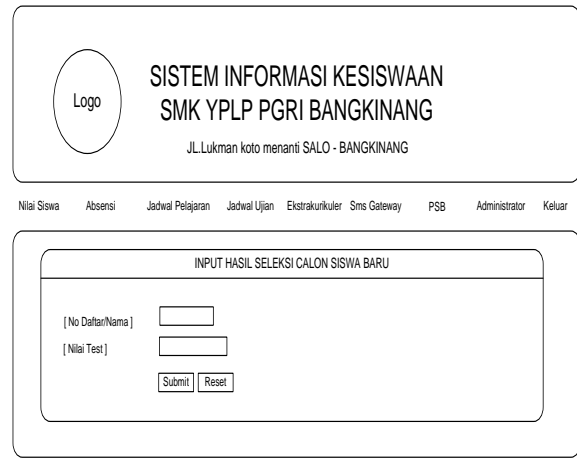 Logo
SISTEM INFORMASI KESISWAAN
SMK YPLP PGRI BANGKINANG
JL.Lukman koto menanti SALO - BANGKINANG
Nilai Siswa Absensi Jadwal Pelajaran Jadwal Ujian Ekstrakurikuler Sms Gateway PSB Administrator Keluar
INPUT HASIL SELEKSI CALON SISWA BARU
[ No Daftar/Nama ]
[ Nilai Test ]
Submit Reset